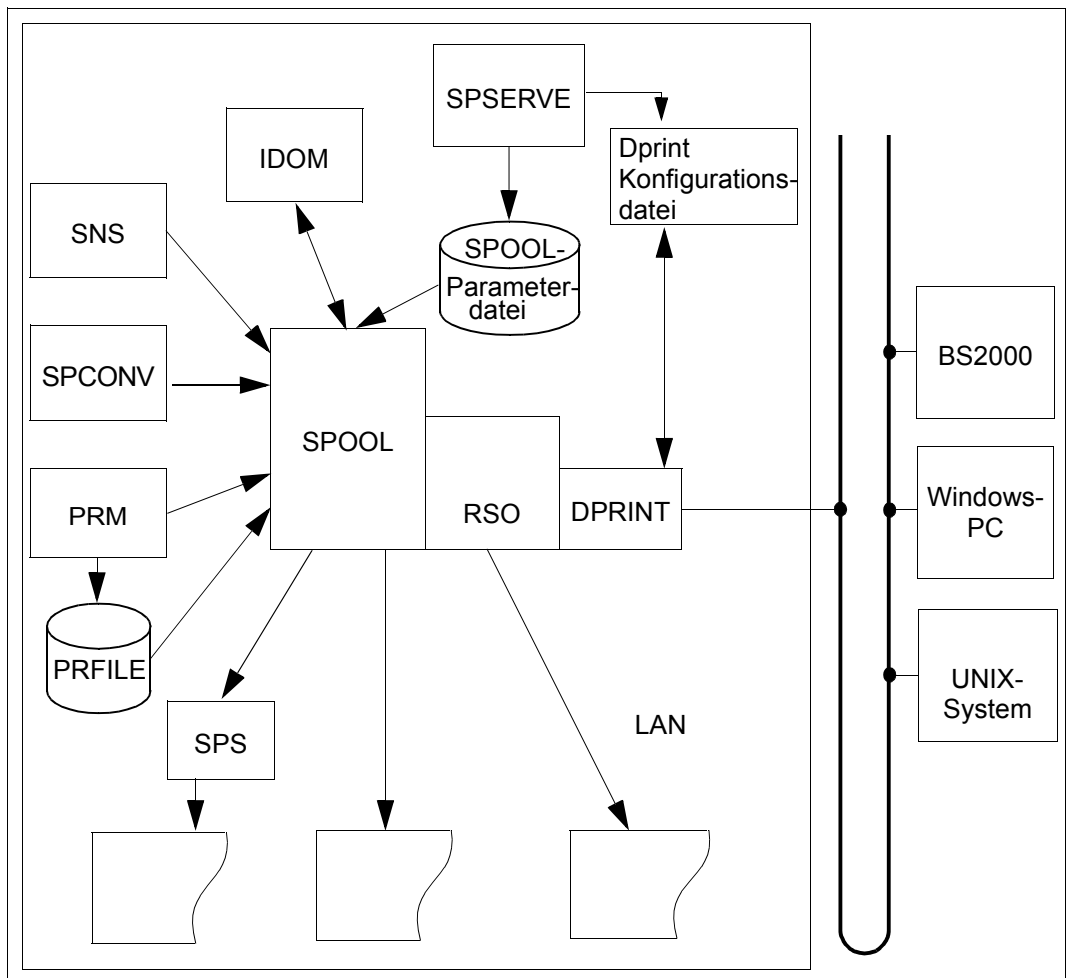 SPSERVE
IDOM
Dprint
Konfigurations-
datei
SNS
SPOOL-
Parameter-
datei
BS2000
SPCONV
SPOOL
Windows-
PC
PRM
RSO
DPRINT
PRFILE
UNIX-
System
SPS
LAN